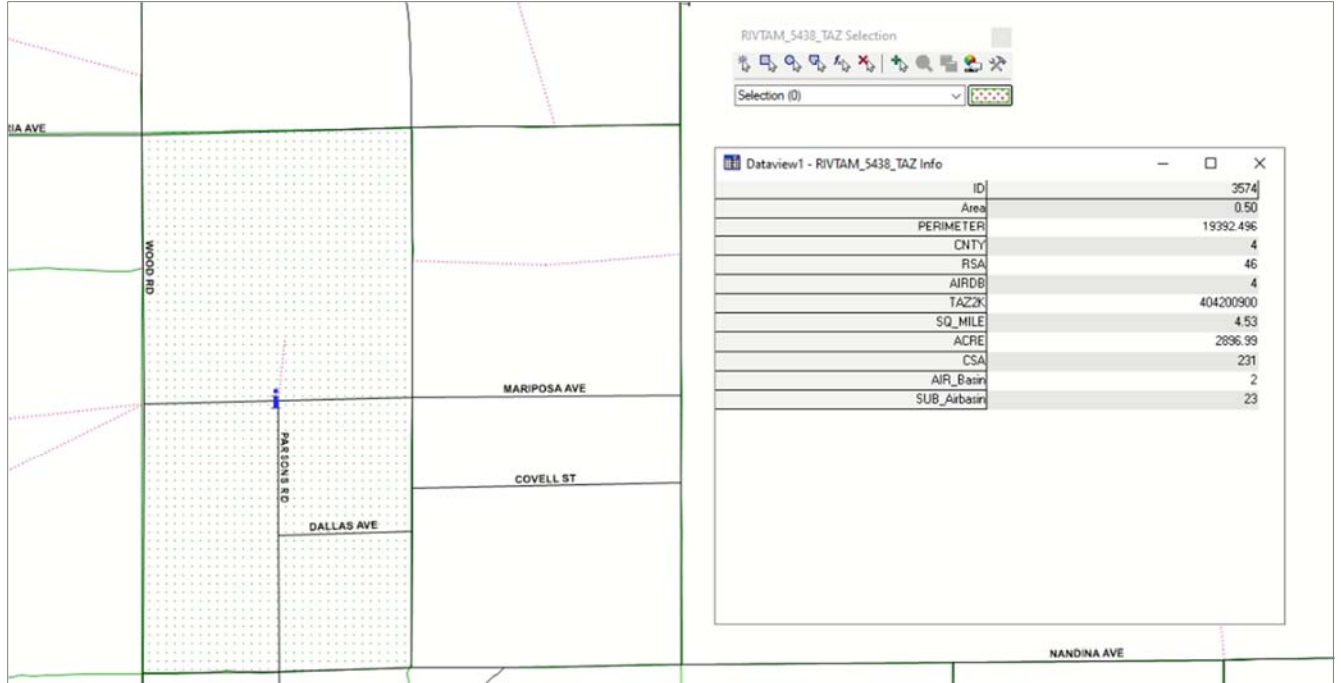 RIVTAM_5438_TAZ Selection
Selection (0)
IA AVE
Dataview1 - RIVTAM_5438_TAZ Info
ID 3574
Area 0.50
PERIMETER 19392.496
CNTY 4
RSA 46
AIRDB 4
TAZ2K 404200900
SQ_MILE 4.53
ACRE 2896.99
CSA 231
AIR_Basin 2
SUB_Airbasin 23
WOOD RD
MARIPOSA AVE
PARSONS RD
COVELL ST
DALLAS AVE
NANDINA AVE